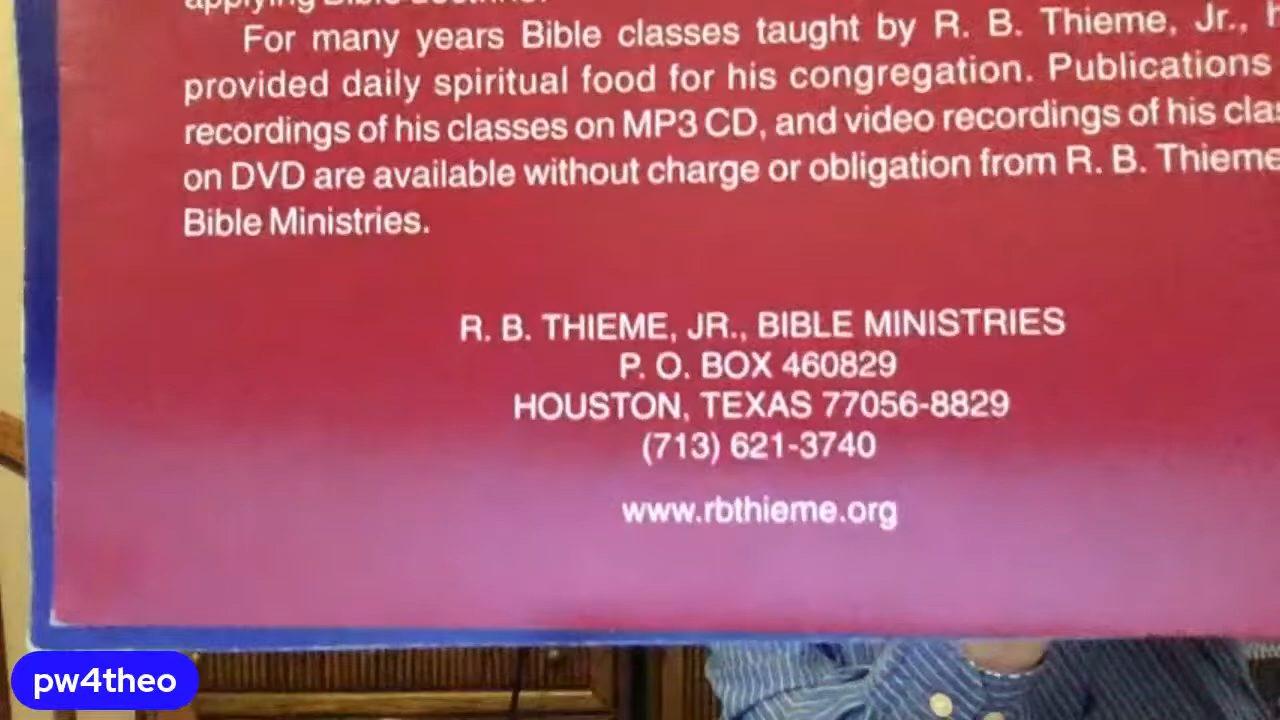 applying Bible doctrine.
For many years Bible classes taught by R. B. Thieme, Jr.,
provided daily spiritual food for his congregation. Publications
recordings of his classes on MP3 CD, and video recordings of his
on DVD are available without charge or obligation from R. B. Thieme
Bible Ministries.
R. B. THIEME, JR., BIBLE MINISTRIES
P. O. BOX 460829
HOUSTON, TEXAS 77056-8829
(713) 621-3740
www.rbthieme.org
pw4theo